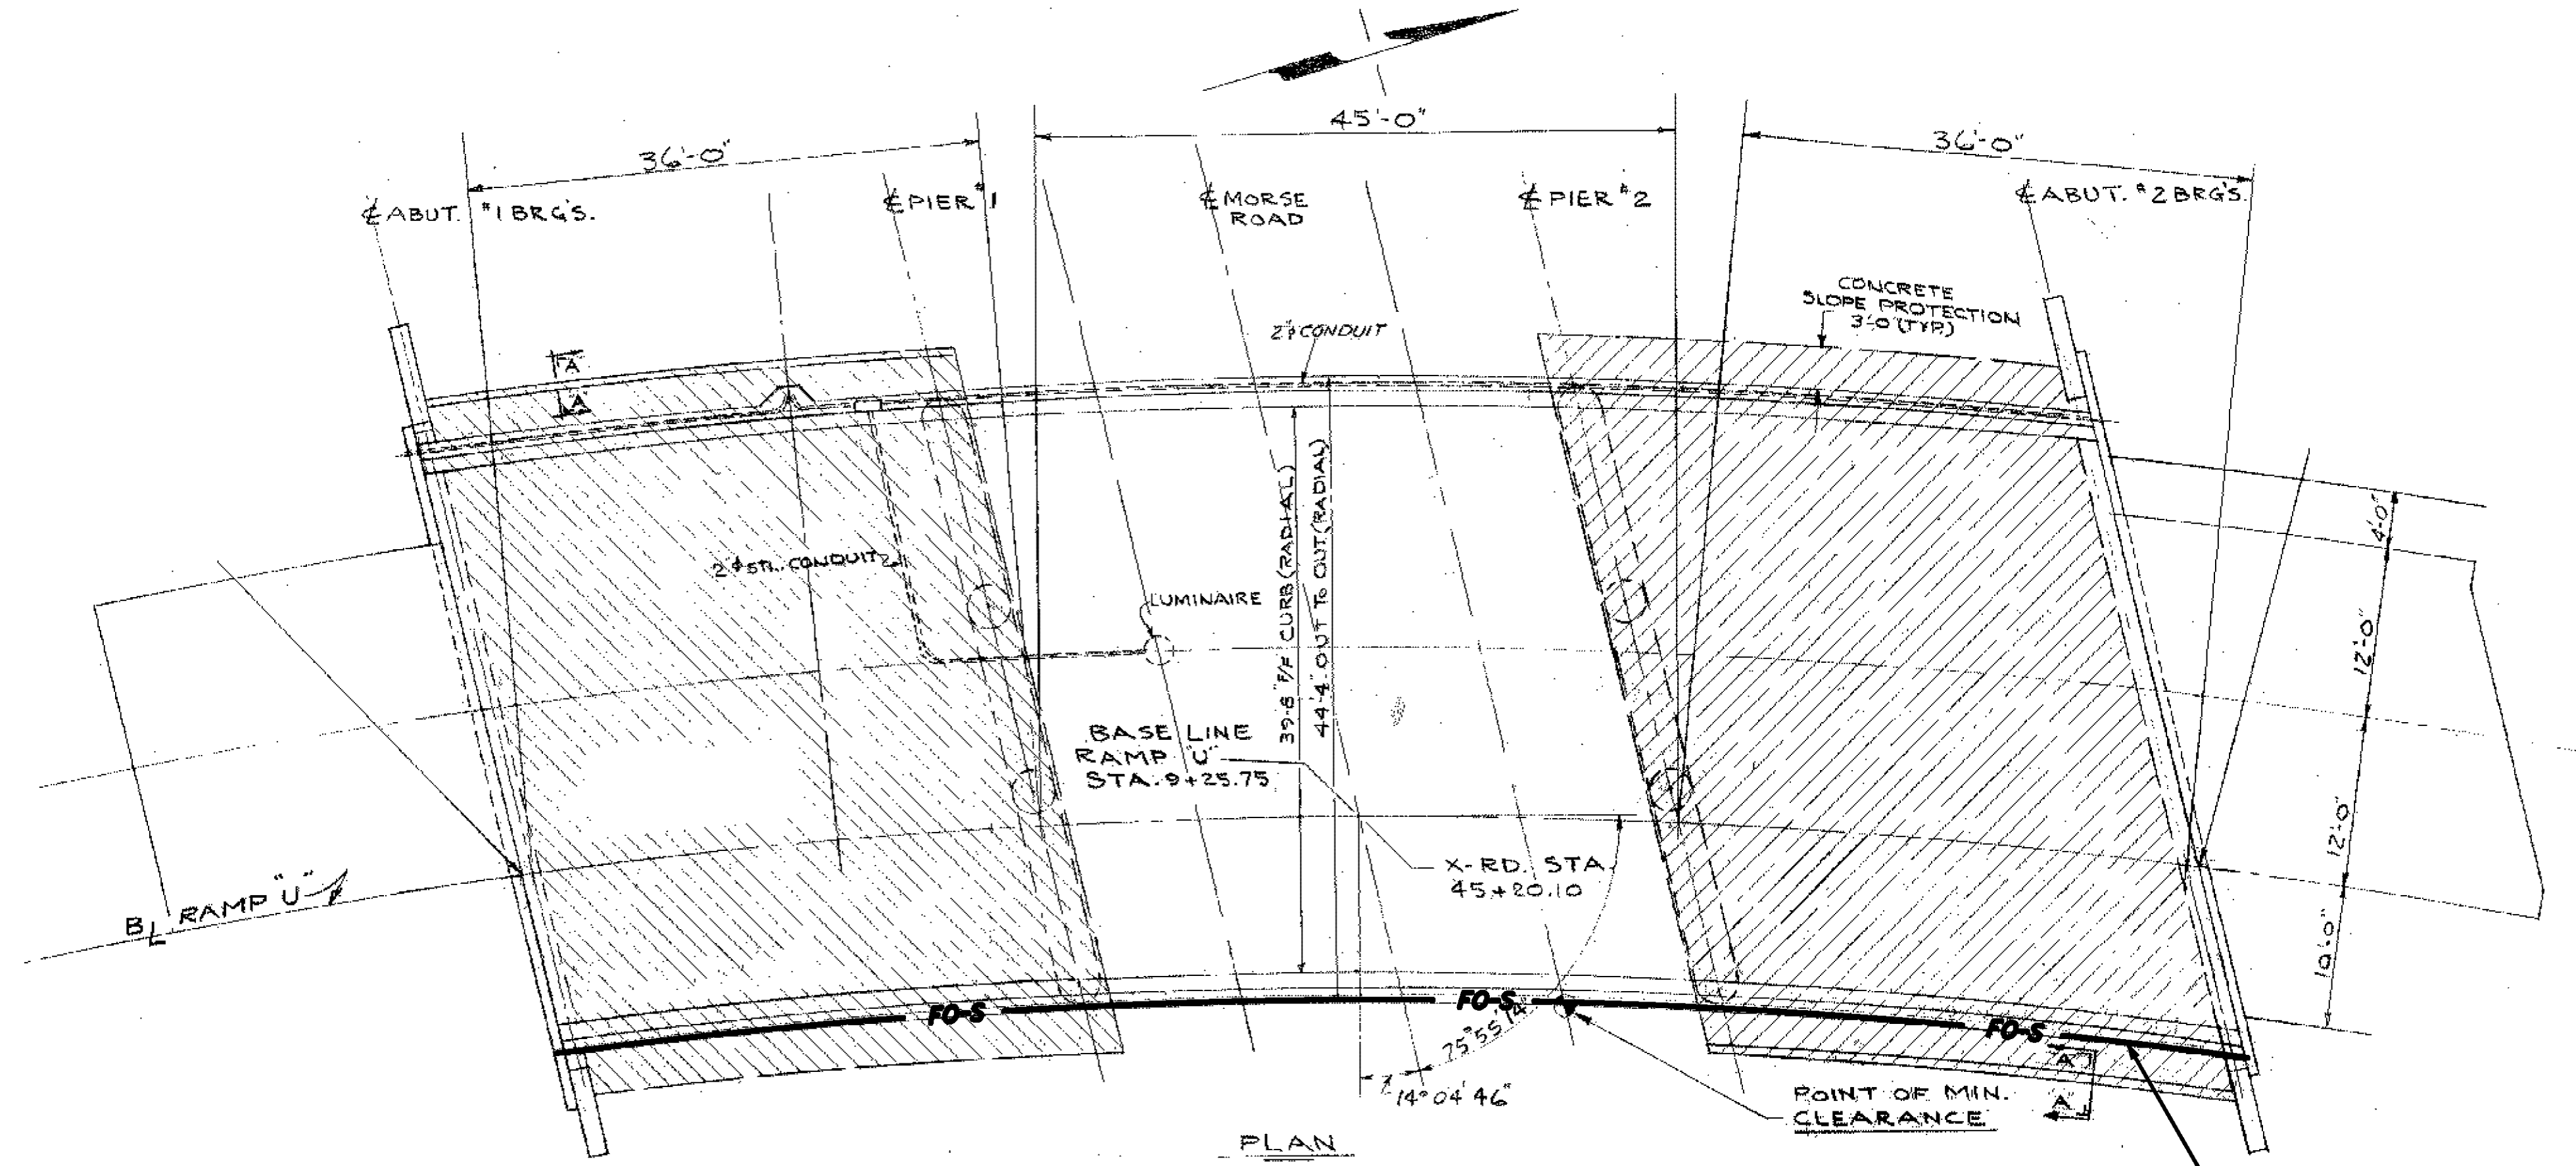 45'-0"
36'-0"
36'-0"
℄ ABUT. #1 BRG'S.
℄ PIER #1
℄ MORSE
ROAD
℄ PIER #2
℄ ABUT. #2 BRG'S.
CONCRETE
SLOPE PROTECTION
3'-0" (TYP.)
2"ϕ CONDUIT
A
A
4'-0"
39'-8" F/F CURB (RADIAL)
44'-4" OUT TO OUT (RADIAL)
2"ϕ STL. CONDUIT
LUMINAIRE
12'-0"
BASE LINE
RAMP "U"
STA. 9+25.75
12'-0"
X-RD. STA.
45+20.10
BL RAMP "U"
10'-0"
FO-S
FO-S
FO-S
75°55'14"
14°04'46"
A
A
POINT OF MIN.
CLEARANCE
PLAN